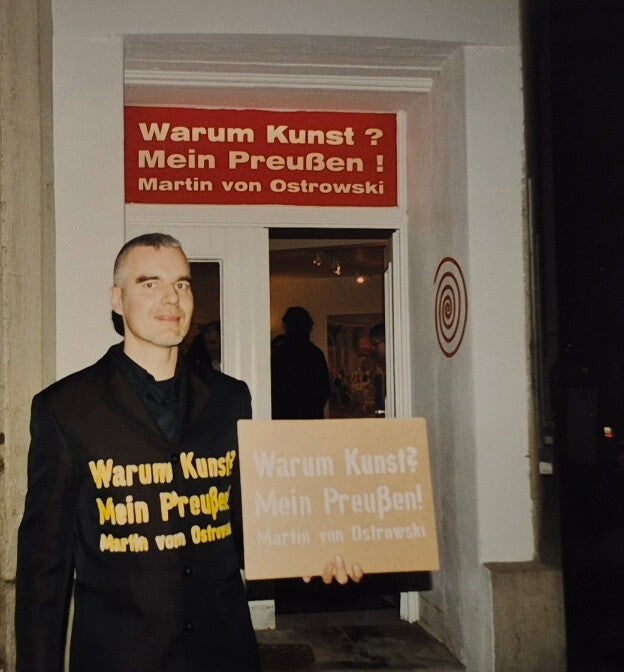 Warum Kunst ?
Mein Preußen !
Martin von Ostrowski
Warum Kunst?
Mein Preußen!
Martin vom Ostrowski
Warum Kunst?
Mein Preußen!
Martin von Ostrowski